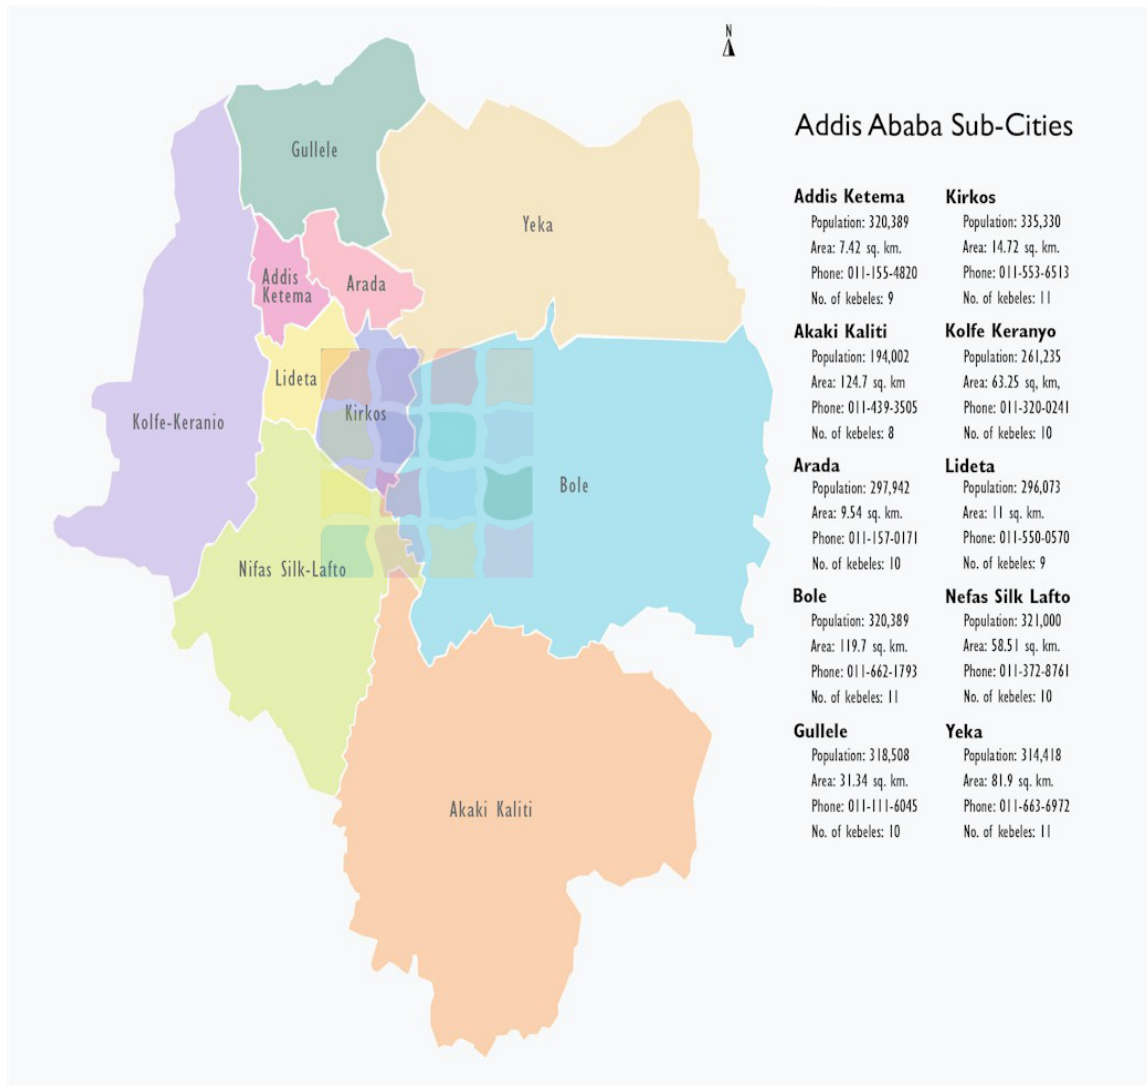 N
Addis Ababa Sub-Cities
Addis Ketema
Population: 320,389
Area: 7.42 sq. km.
Phone: 011-155-4820
No. of kebeles: 9
Kirkos
Population: 335,330
Area: 14.72 sq. km.
Phone: 011-553-6513
No. of kebeles: 11
Akaki Kaliti
Population: 194,002
Area: 124.7 sq. km
Phone: 011-439-3505
No. of kebeles: 8
Kolfe Keranyo
Population: 261,235
Area: 63.25 sq, km,
Phone: 011-320-0241
No. of kebeles: 10
Arada
Population: 297,942
Area: 9.54 sq. km.
Phone: 011-157-0171
No. of kebeles: 10
Lideta
Population: 296,073
Area: 11 sq. km.
Phone: 011-550-0570
No. of kebeles: 9
Bole
Population: 320,389
Area: 119.7 sq. km.
Phone: 011-662-1793
No. of kebeles: 11
Nefas Silk Lafto
Population: 321,000
Area: 58.51 sq. km.
Phone: 011-372-8761
No. of kebeles: 10
Gullele
Population: 318,508
Area: 31.34 sq. km.
Phone: 011-111-6045
No. of kebeles: 10
Yeka
Population: 314,418
Area: 81.9 sq. km.
Phone: 011-663-6972
No. of kebeles: 11
Gullele
Yeka
Addis
Ketema
Arada
Lideta
Kirkos
Kolfe-Keranio
Bole
Nifas Silk-Lafto
Akaki Kaliti